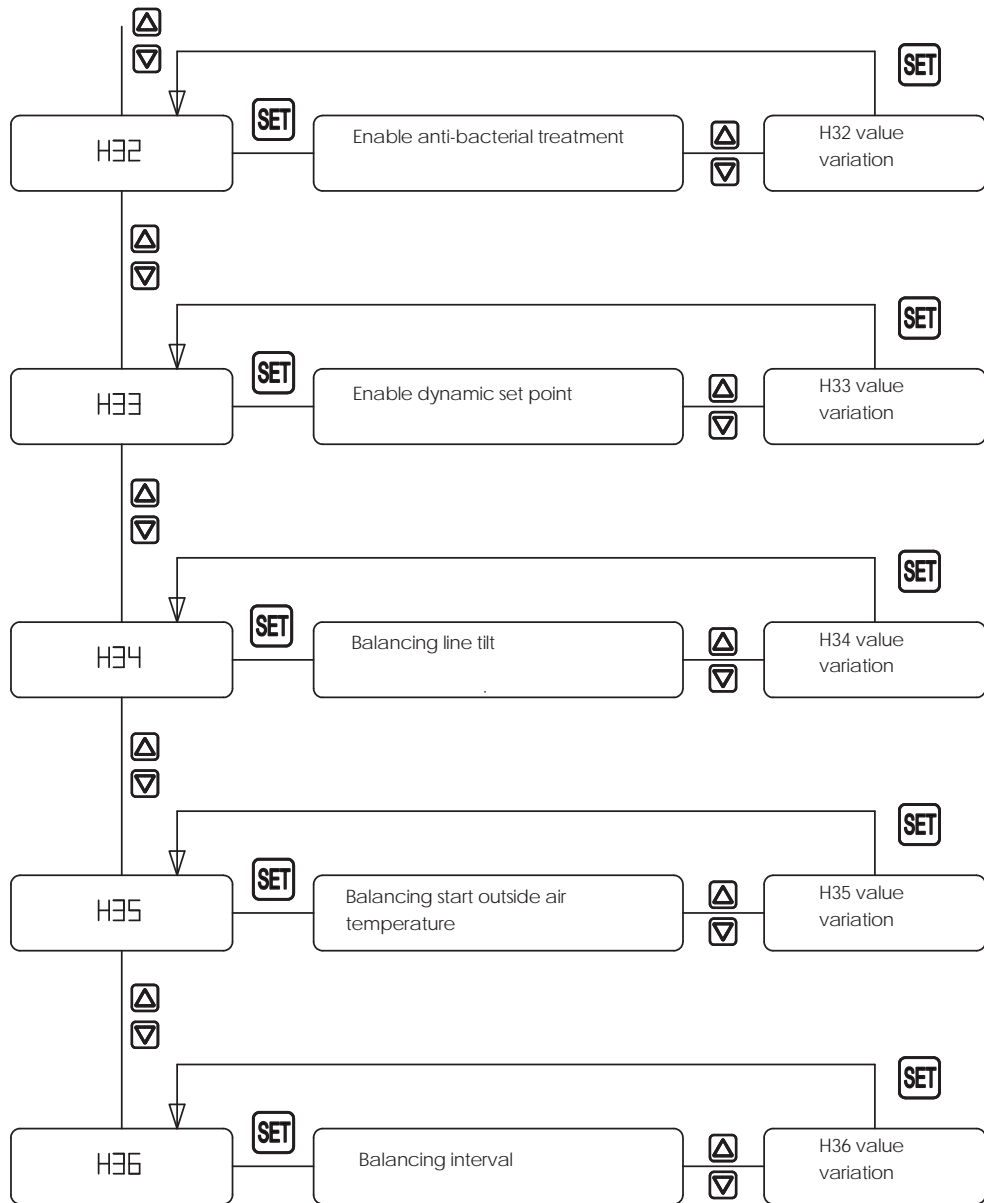 SET
SET
H32
Enable anti-bacterial treatment
H32 value
variation
SET
SET
H33
Enable dynamic set point
H33 value
variation
SET
SET
H34
Balancing line tilt
.
H34 value
variation
SET
SET
H35
Balancing start outside air
temperature
H35 value
variation
SET
SET
H36
Balancing interval
H36 value
variation